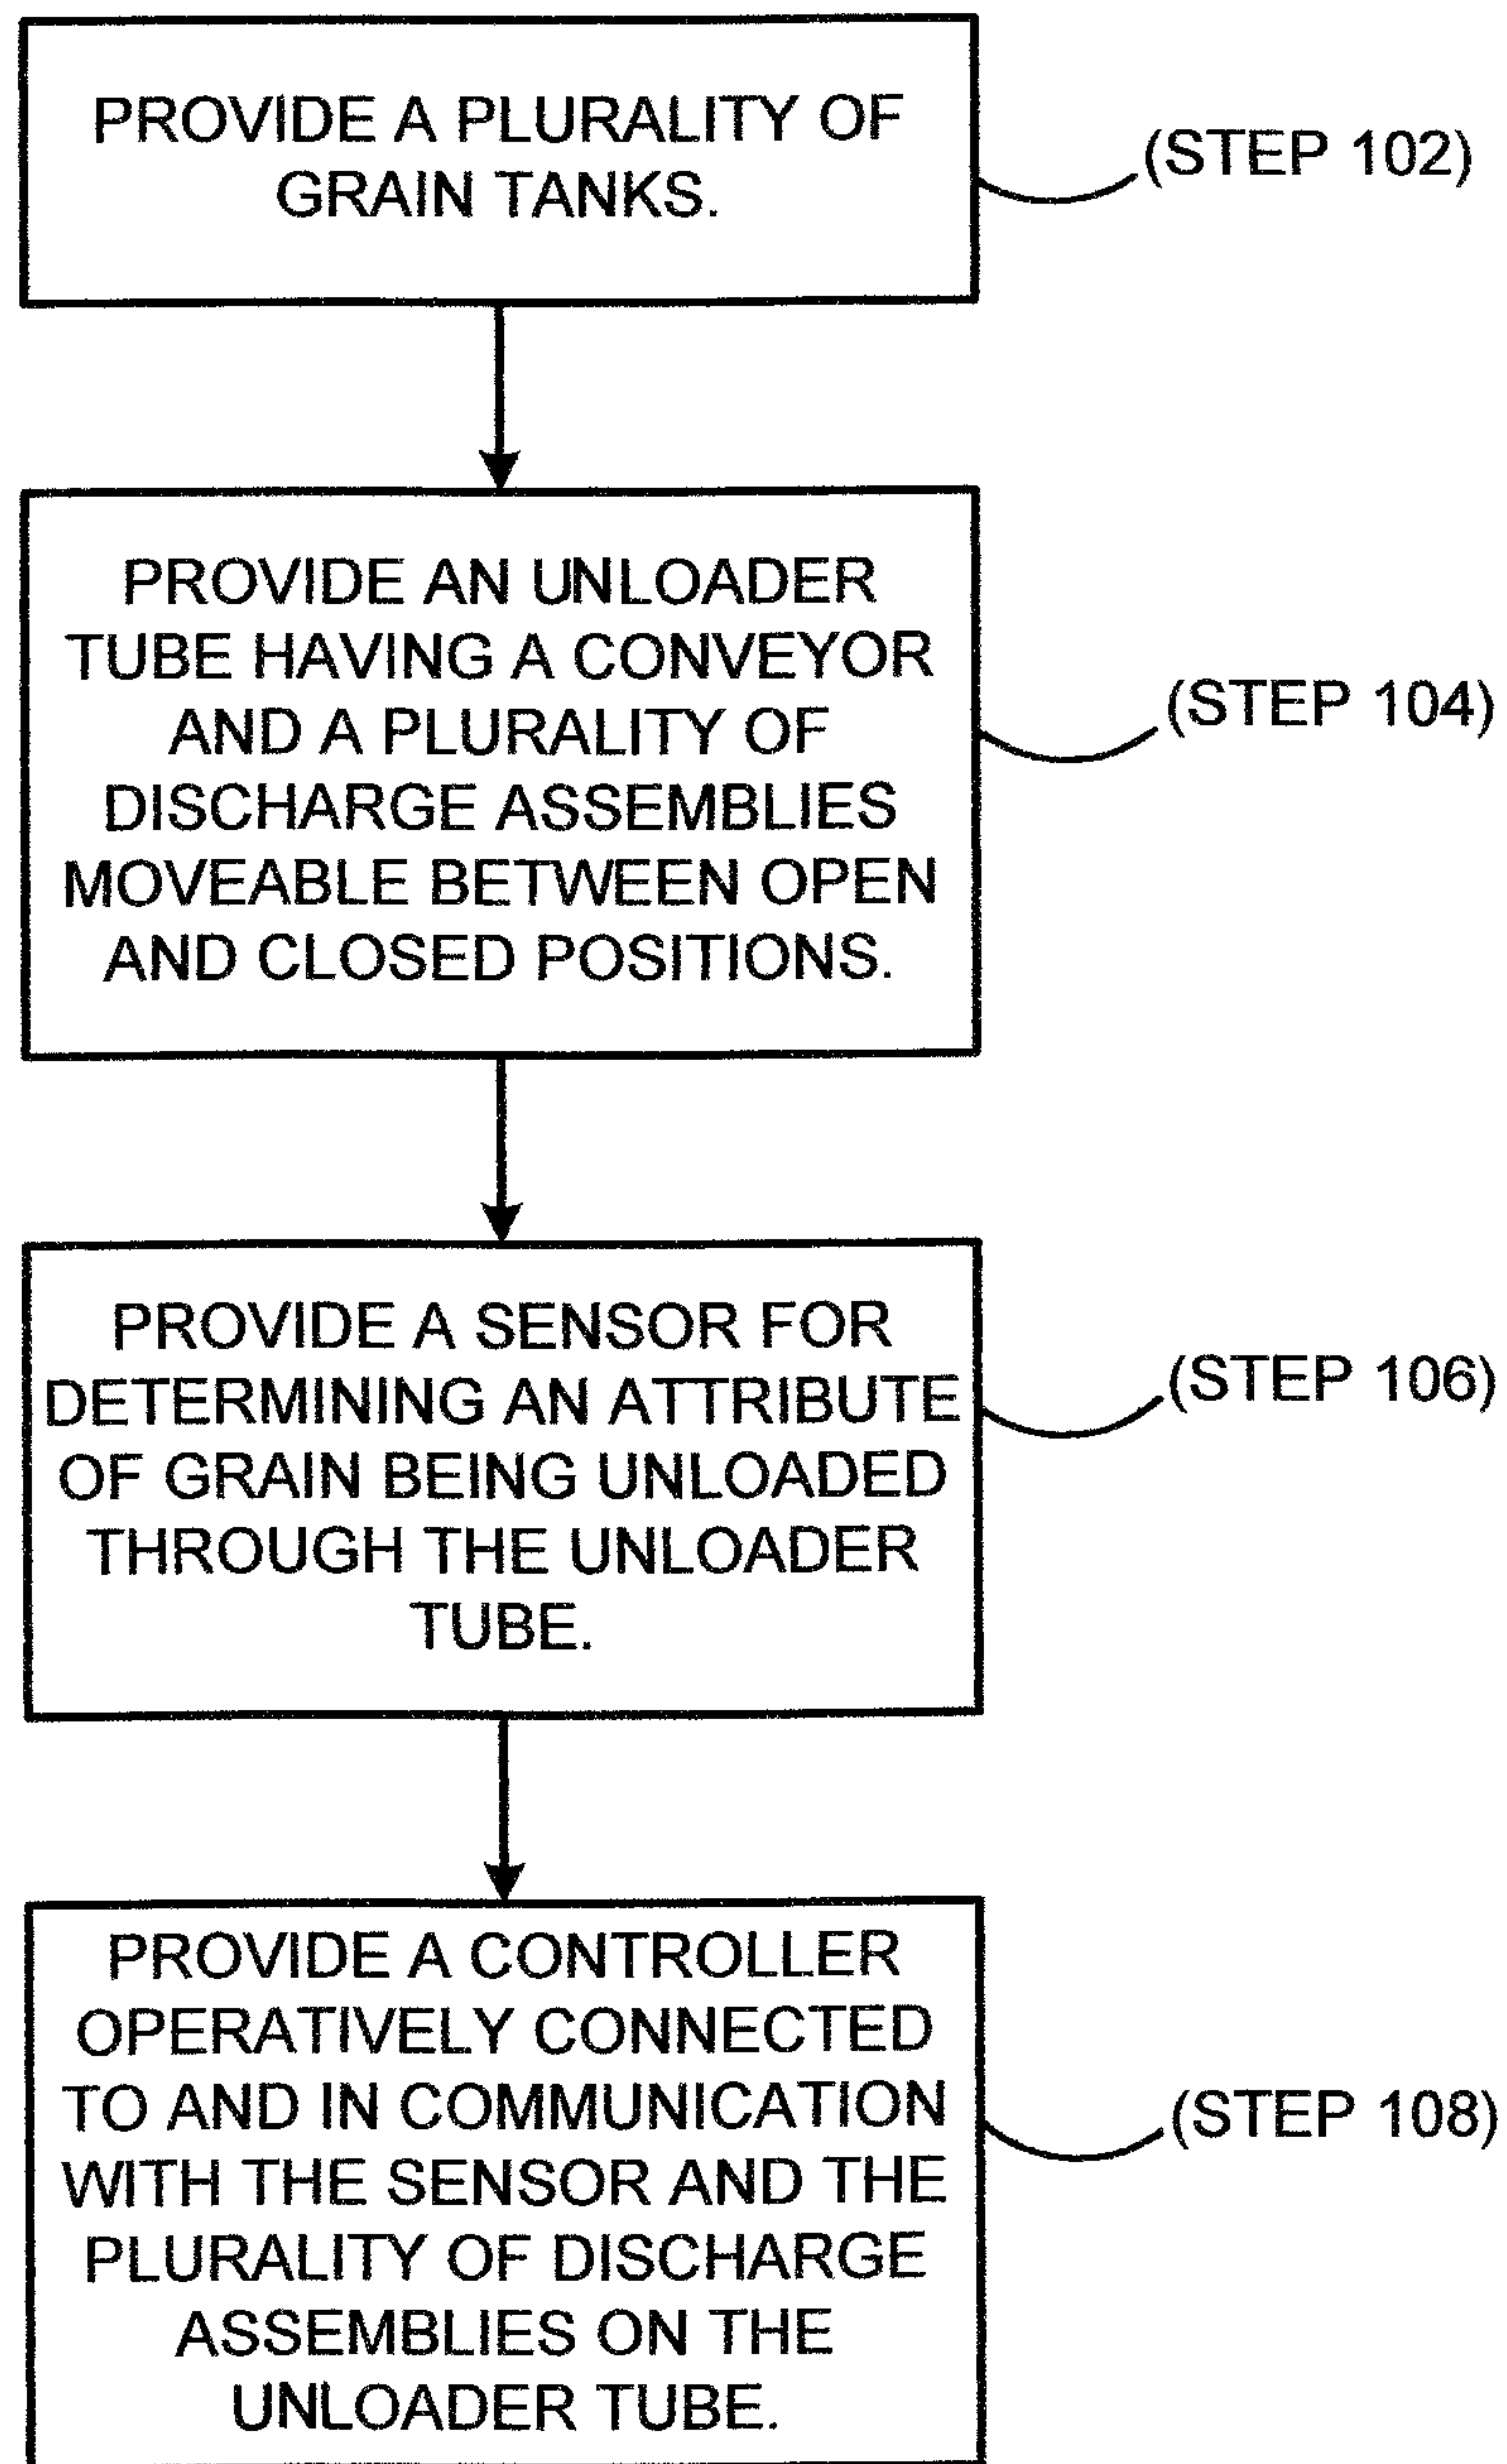 PROVIDE A PLURALITY OF
GRAIN TANKS.
(STEP 102)
PROVIDE AN UNLOADER
TUBE HAVING A CONVEYOR
AND A PLURALITY OF
DISCHARGE ASSEMBLIES
MOVEABLE BETWEEN OPEN
AND CLOSED POSITIONS.
(STEP 104)
PROVIDE A SENSOR FOR
DETERMINING AN ATTRIBUTE
OF GRAIN BEING UNLOADED
THROUGH THE UNLOADER
TUBE.
(STEP 106)
PROVIDE A CONTROLLER
OPERATIVELY CONNECTED
TO AND IN COMMUNICATION
WITH THE SENSOR AND THE
PLURALITY OF DISCHARGE
ASSEMBLIES ON THE
UNLOADER TUBE.
(STEP 108)